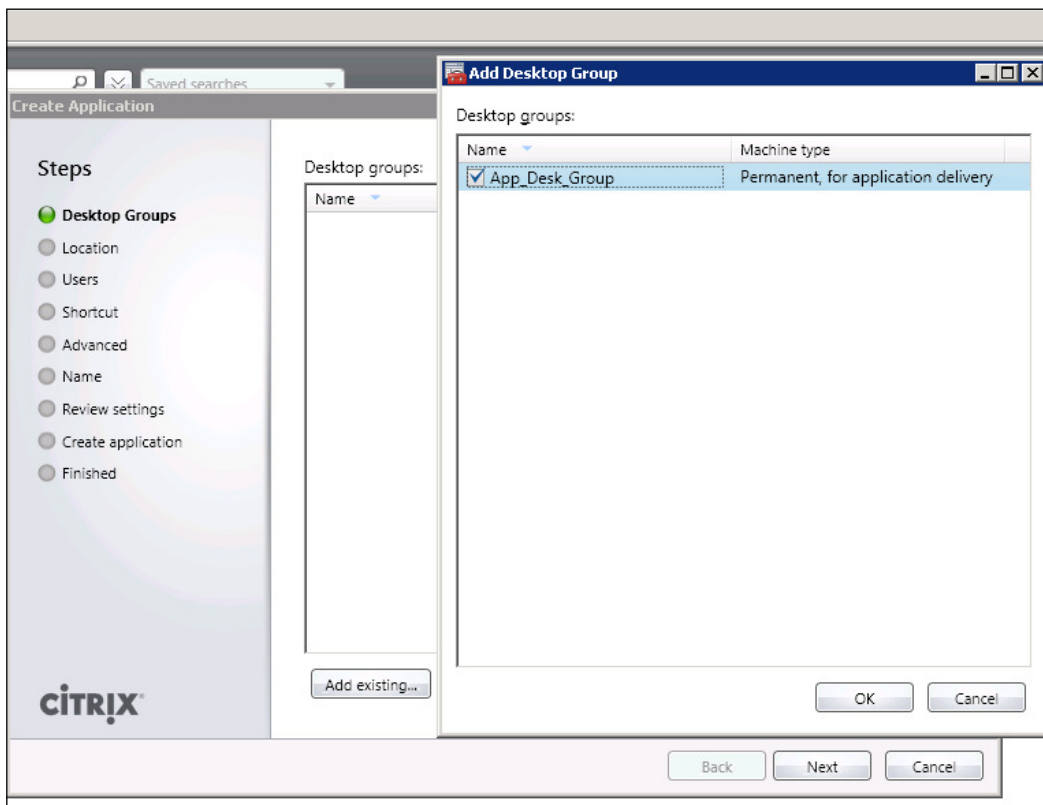 Saved searches
Create Application
Steps
Desktop Groups
Location
Users
Shortcut
Advanced
Name
Review settings
Create application
Finished
CITRIX
Desktop groups:
Name
Add existing...
Back
Next
Cancel
Add Desktop Group
Desktop groups:
Name Machine type
App_Desk_Group Permanent, for application delivery
OK
Cancel